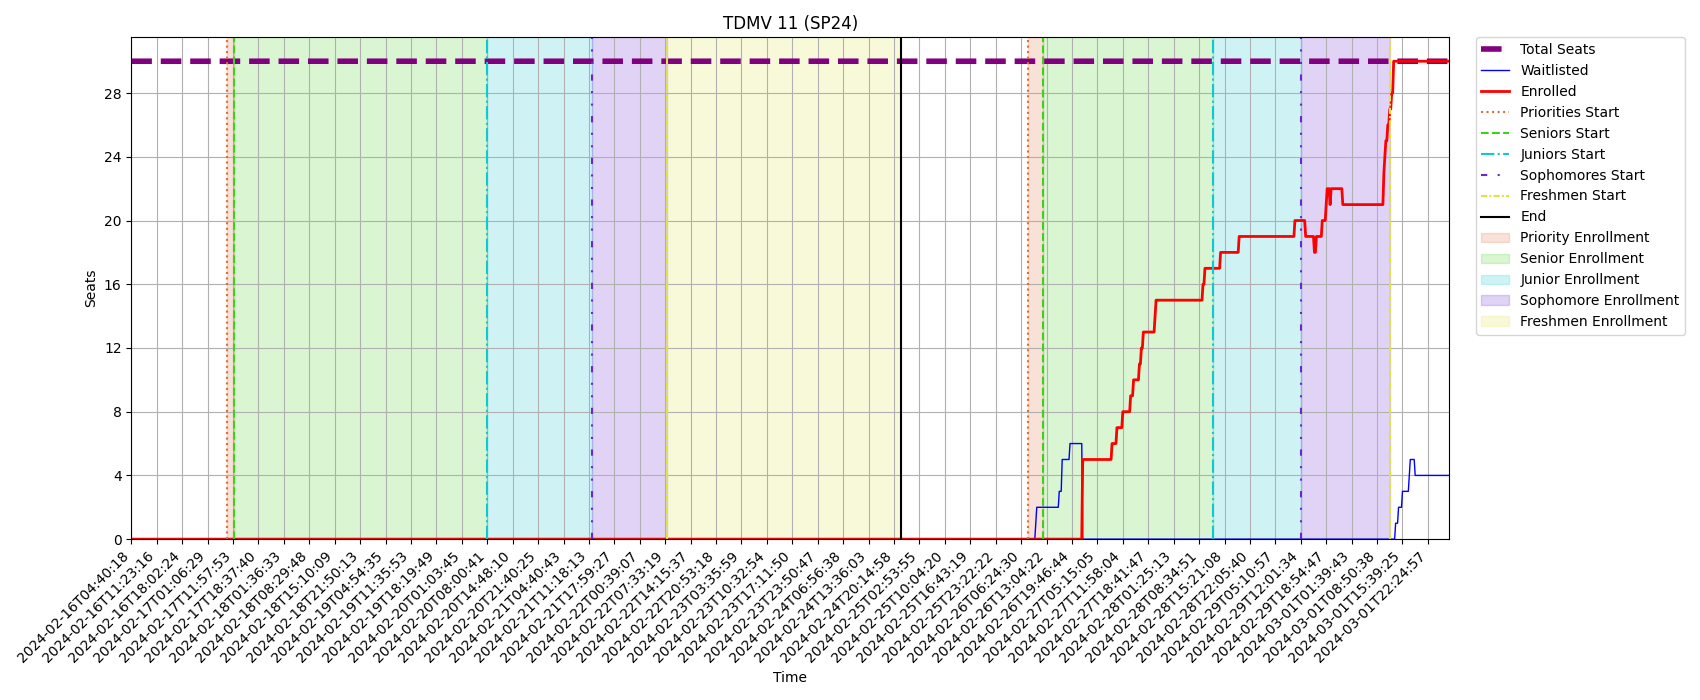 TDMV 11 (SP24)
Total Seats
Waitlisted
Enrolled
Priorities Start
Seniors Start
Juniors Start
Sophomores Start
Freshmen Start
End
Priority Enrollment
Senior Enrollment
Junior Enrollment
Sophomore Enrollment
Freshmen Enrollment
Seats
28
24
20
16
12
8
4
0
2024-02-16T04:40:18
2024-02-16T11:23:16
2024-02-16T18:02:24
2024-02-17T01:06:29
2024-02-17T11:57:53
2024-02-17T18:37:40
2024-02-18T01:36:33
2024-02-18T08:29:48
2024-02-18T15:10:09
2024-02-18T21:50:13
2024-02-19T04:54:35
2024-02-19T11:35:53
2024-02-19T18:19:49
2024-02-20T01:03:45
2024-02-20T08:00:41
2024-02-20T14:48:10
2024-02-20T21:40:25
2024-02-21T04:40:43
2024-02-21T11:18:13
2024-02-21T17:59:27
2024-02-22T00:39:07
2024-02-22T07:33:19
2024-02-22T14:15:37
2024-02-22T20:53:18
2024-02-23T03:35:59
2024-02-23T10:32:54
2024-02-23T17:11:50
2024-02-23T23:50:47
2024-02-24T06:56:38
2024-02-24T13:36:03
2024-02-24T20:14:58
2024-02-25T02:53:55
2024-02-25T10:04:20
2024-02-25T16:43:19
2024-02-25T23:22:22
2024-02-26T06:24:30
2024-02-26T13:04:22
2024-02-26T19:46:44
2024-02-27T05:15:05
2024-02-27T11:58:04
2024-02-27T18:41:47
2024-02-28T01:25:13
2024-02-28T08:34:51
2024-02-28T15:21:08
2024-02-28T22:05:40
2024-02-29T05:10:57
2024-02-29T12:01:34
2024-02-29T18:54:47
2024-03-01T01:39:43
2024-03-01T08:50:38
2024-03-01T15:39:25
2024-03-01T22:24:57
Time